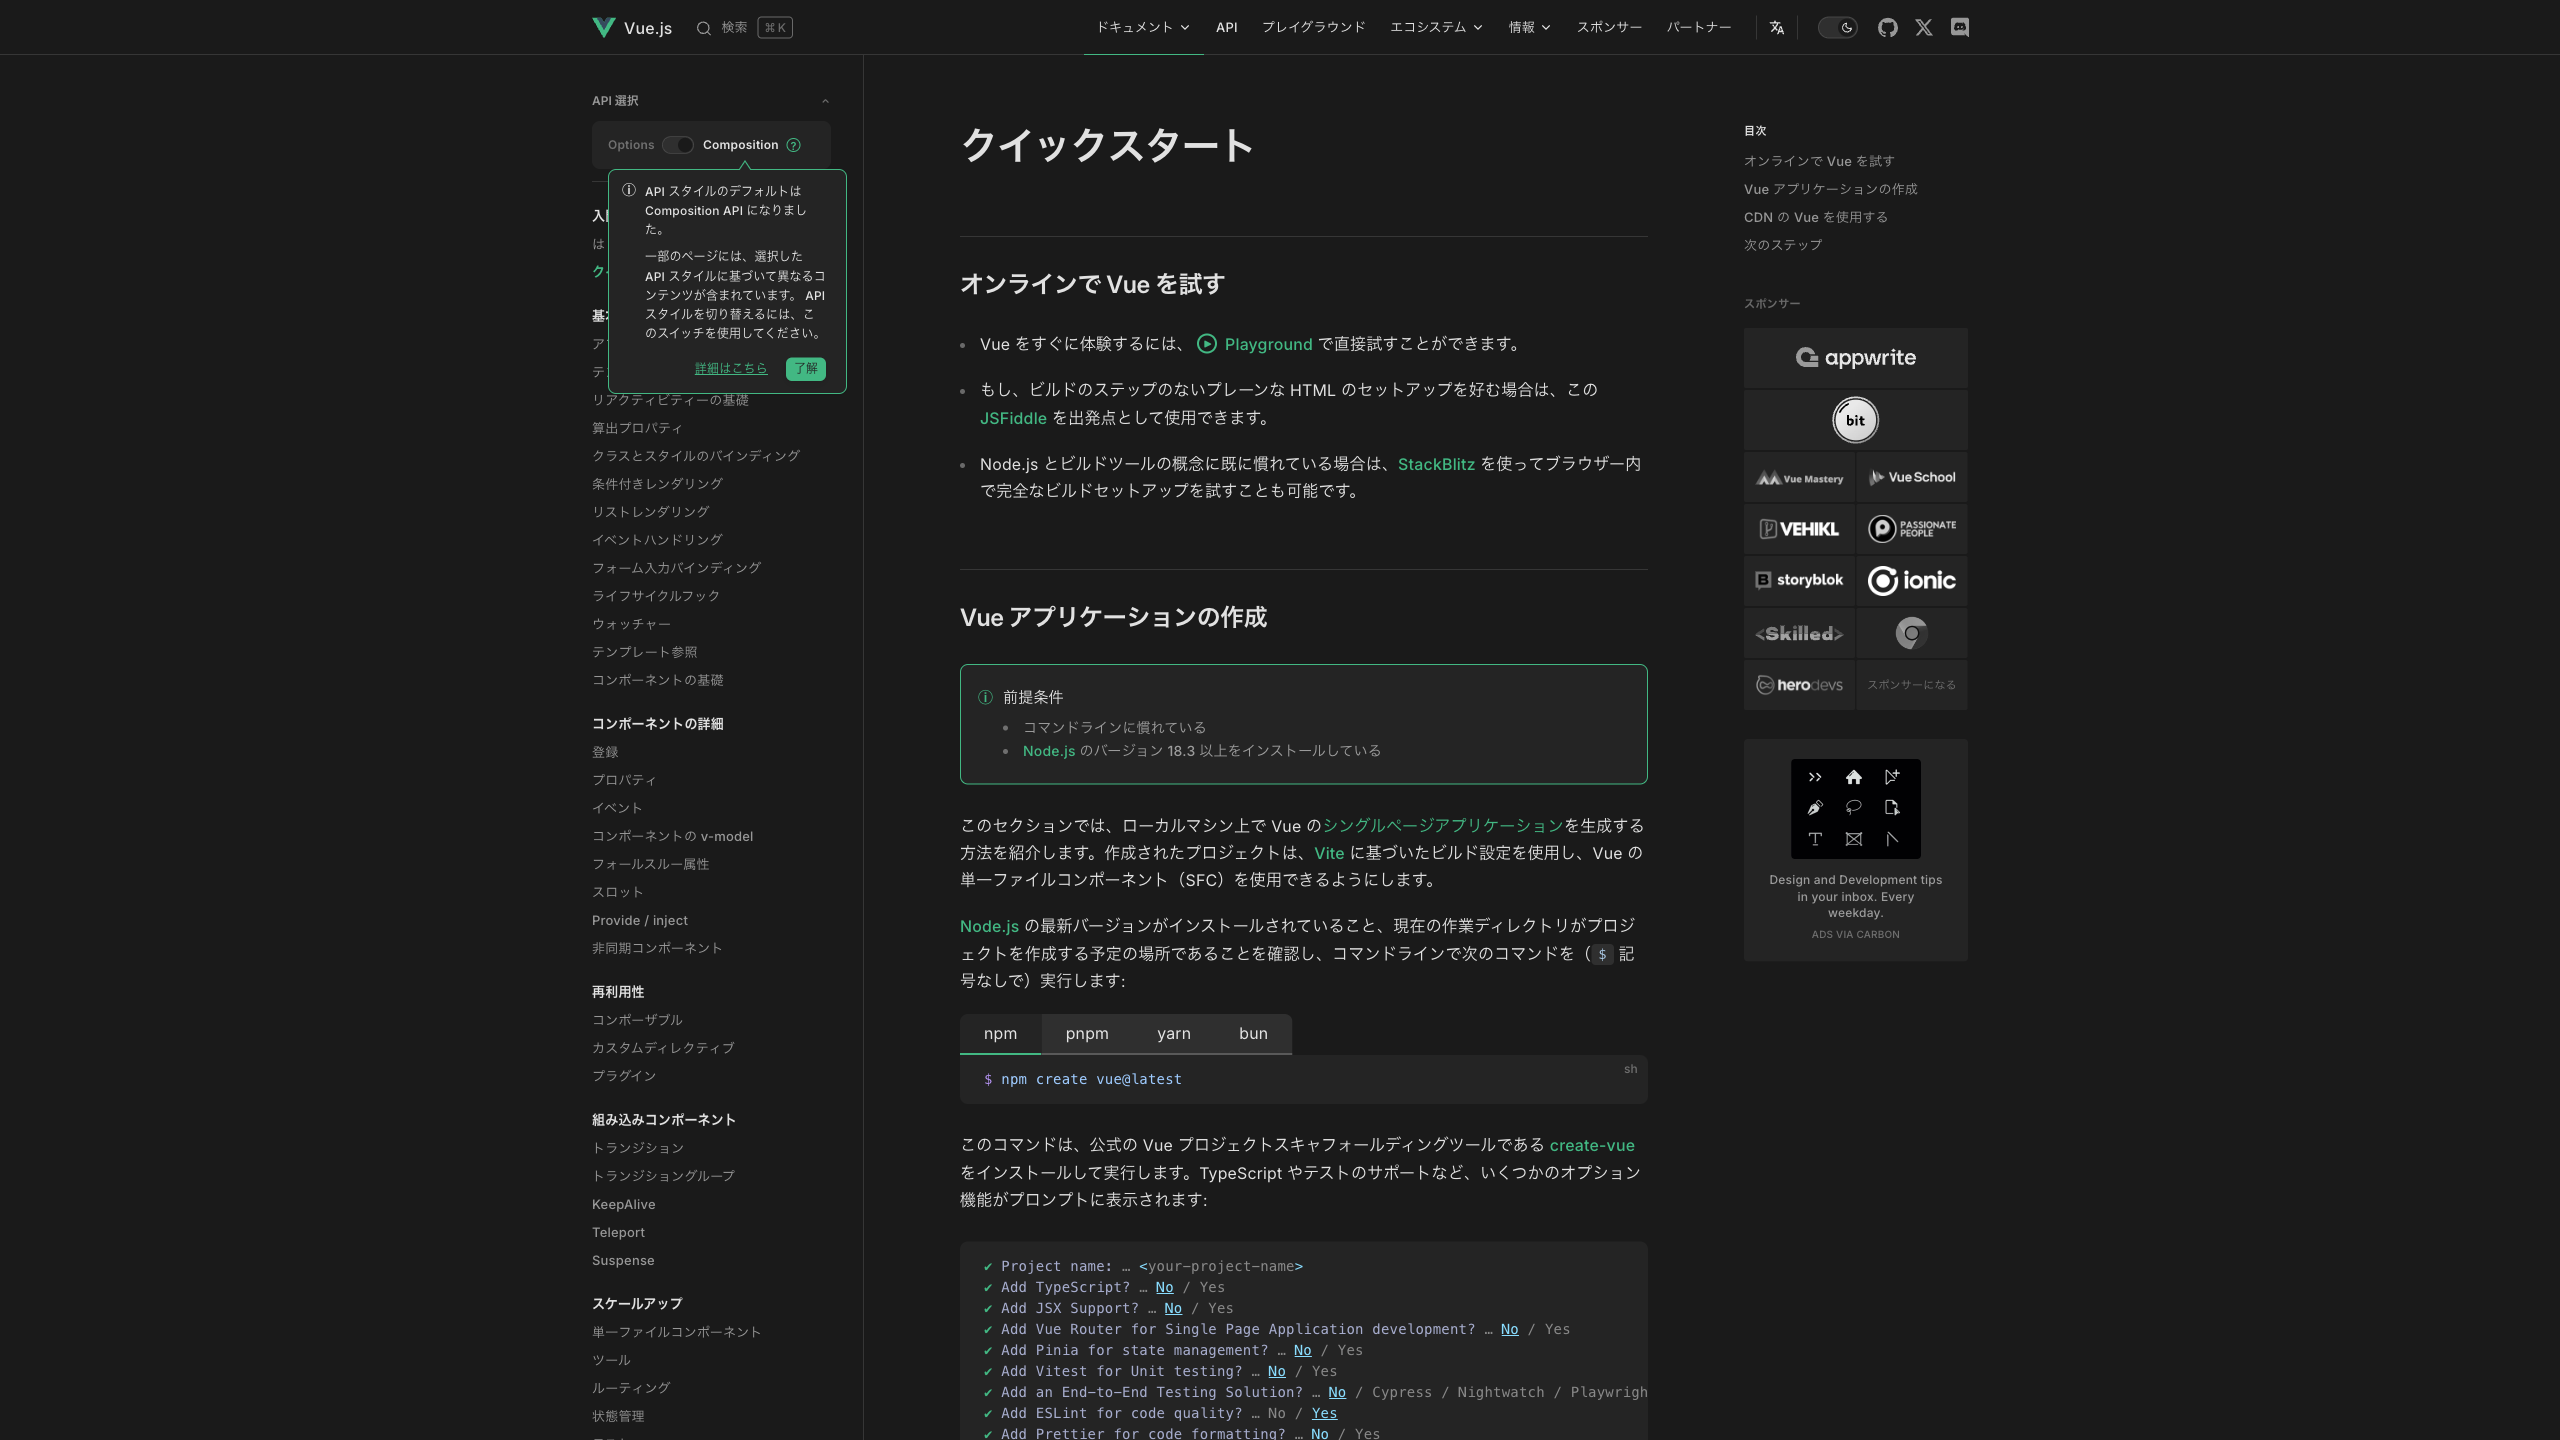 Vue.js
検索
⌘ K
ドキュメント
API
プレイグラウンド
エコシステム
情報
スポンサー
パートナー
API 選択
Options
Composition
API スタイルのデフォルトは
Composition API になりまし
た。
一部のページには、選択した
API スタイルに基づいて異なるコ
ンテンツが含まれています。 API
スタイルを切り替えるには、こ
のスイッチを使用してください。
詳細はこちら
了解
入
は
ク
基
ア
テ
リアクティビティーの基礎
算出プロパティ
クラスとスタイルのバインディング
条件付きレンダリング
リストレンダリング
イベントハンドリング
フォーム入力バインディング
ライフサイクルフック
ウォッチャー
テンプレート参照
コンポーネントの基礎
コンポーネントの詳細
登録
プロパティ
イベント
コンポーネントの v-model
フォールスルー属性
スロット
Provide / inject
非同期コンポーネント
再利用性
コンポーザブル
カスタムディレクティブ
プラグイン
組み込みコンポーネント
トランジション
トランジショングループ
KeepAlive
Teleport
Suspense
スケールアップ
単一ファイルコンポーネント
ツール
ルーティング
状態管理
クイックスタート
オンラインで Vue を試す
Vue をすぐに体験するには、 Playground で直接試すことができます。
もし、ビルドのステップのないプレーンな HTML のセットアップを好む場合は、この
JSFiddle を出発点として使用できます。
Node.js とビルドツールの概念に既に慣れている場合は、StackBlitz を使ってブラウザー内
で完全なビルドセットアップを試すことも可能です。
Vue アプリケーションの作成
前提条件
コマンドラインに慣れている
Node.js のバージョン 18.3 以上をインストールしている
このセクションでは、ローカルマシン上で Vue のシングルページアプリケーションを生成する
方法を紹介します。作成されたプロジェクトは、Vite に基づいたビルド設定を使用し、Vue の
単一ファイルコンポーネント（SFC）を使用できるようにします。
Node.js の最新バージョンがインストールされていること、現在の作業ディレクトリがプロジ
ェクトを作成する予定の場所であることを確認し、コマンドラインで次のコマンドを（ $ 記
号なしで）実行します:
npm
pnpm
yarn
bun
sh
$ npm create vue@latest
このコマンドは、公式の Vue プロジェクトスキャフォールディングツールである create-vue
をインストールして実行します。TypeScript やテストのサポートなど、いくつかのオプション
機能がプロンプトに表示されます:
✔ Project name: … <your-project-name>
✔ Add TypeScript? … No / Yes
✔ Add JSX Support? … No / Yes
✔ Add Vue Router for Single Page Application development? … No / Yes
✔ Add Pinia for state management? … No / Yes
✔ Add Vitest for Unit testing? … No / Yes
✔ Add an End-to-End Testing Solution? … No / Cypress / Nightwatch / Playwrigh
✔ Add ESLint for code quality? … No / Yes
✔ Add Prettier for code formatting? … No / Yes
目次
オンラインで Vue を試す
Vue アプリケーションの作成
CDN の Vue を使用する
次のステップ
スポンサー
appwrite
bit
Vue Mastery
Vue School
VEHIKL
PASSIONATE
PEOPLE
storyblok
ionic
<Skilled>
herodevs
スポンサーになる
Design and Development tips
in your inbox. Every
weekday.
ADS VIA CARBON